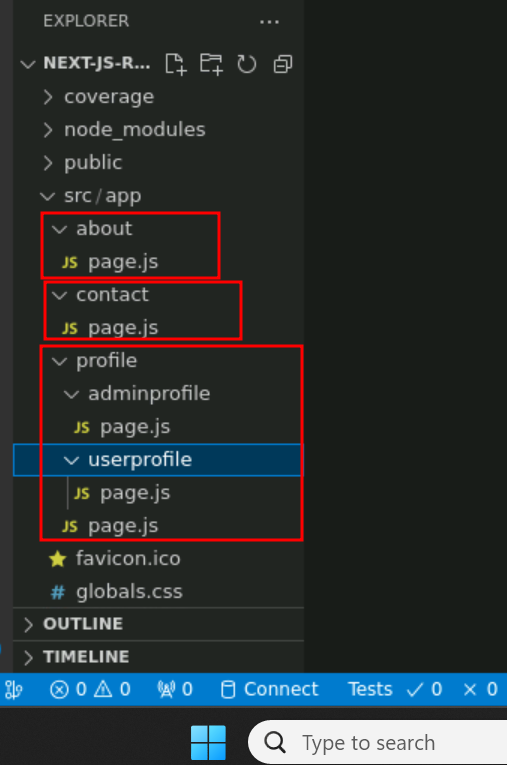 EXPLORER
NEXT-JS-R...
coverage
node_modules
public
src/app
about
JS page.js
contact
JS page.js
profile
adminprofile
JS page.js
userprofile
JS page.js
JS page.js
favicon.ico
# globals.css
OUTLINE
TIMELINE
0 0 0 Connect Tests 0 0
Type to search